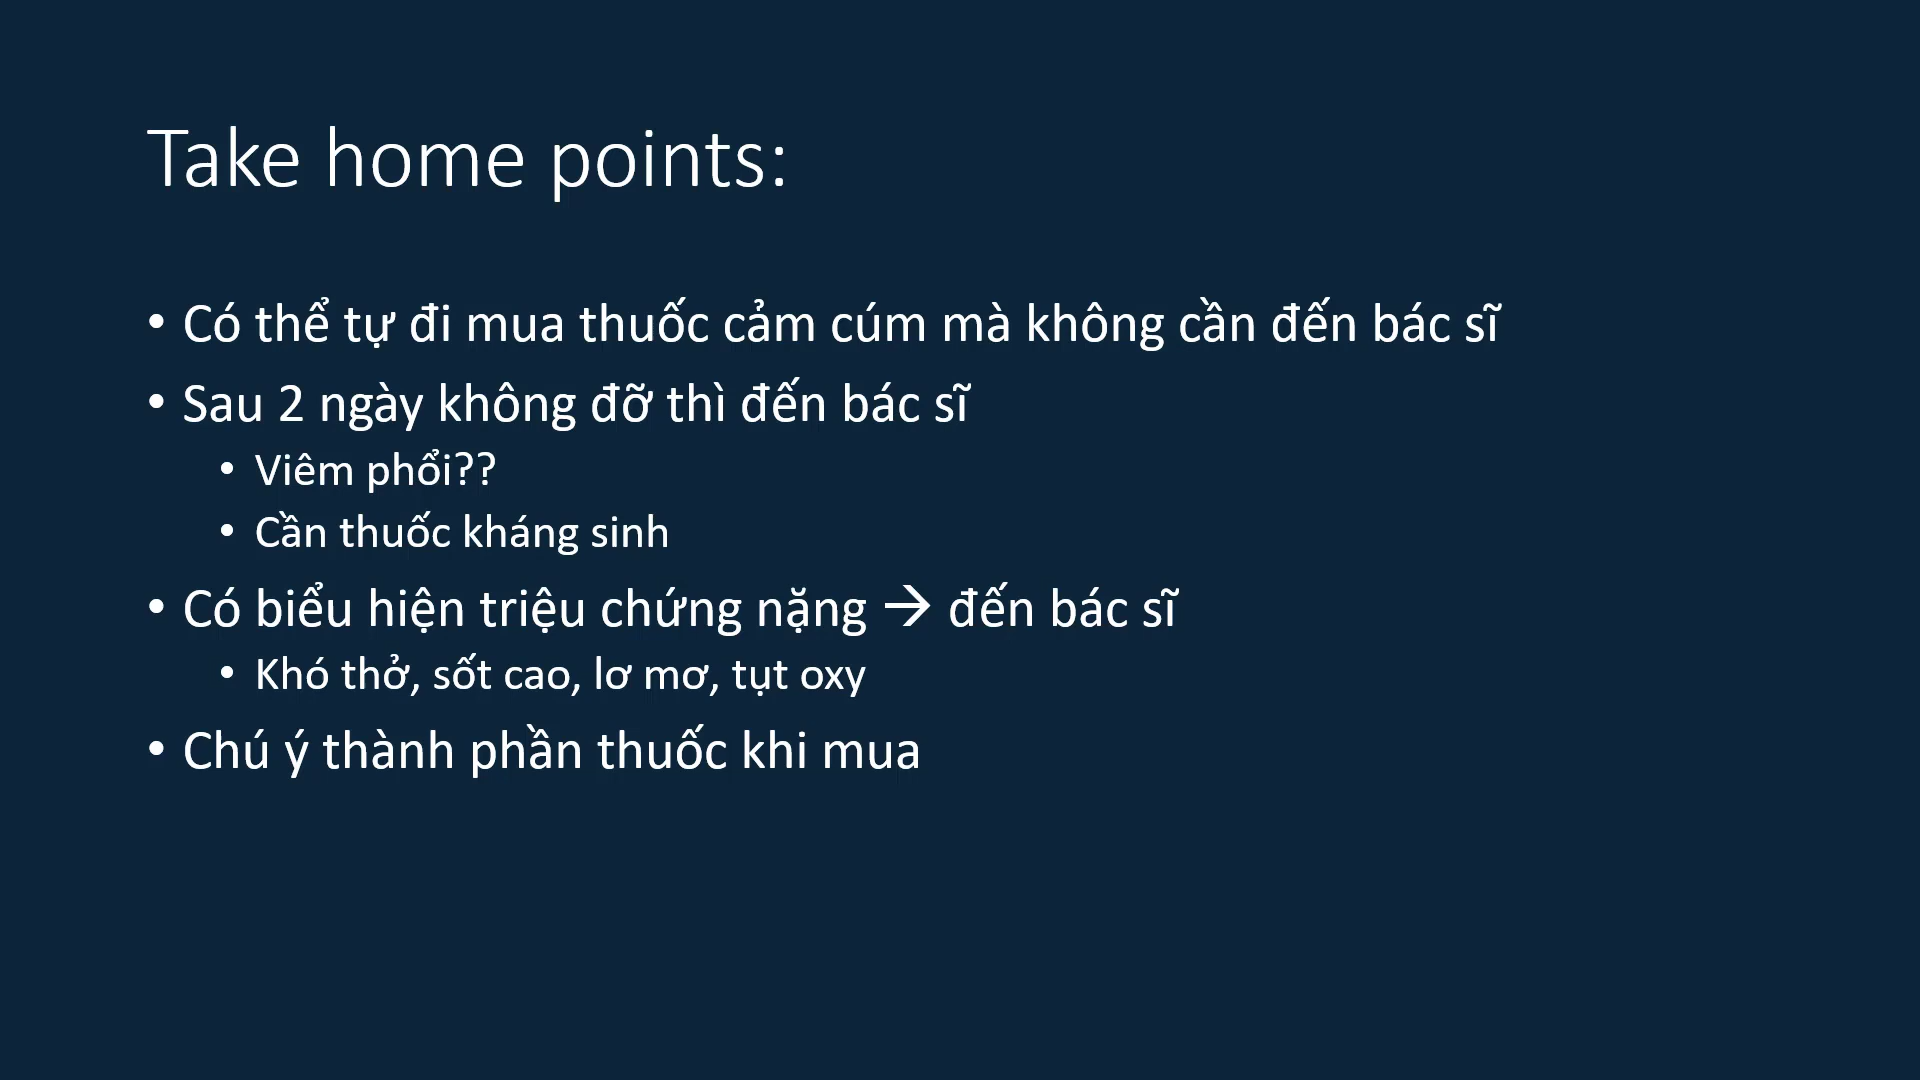 Take home points:
• Có thể tự đi mua thuốc cảm cúm mà không cần đến bác sĩ
• Sau 2 ngày không đỡ thì đến bác sĩ
• Viêm phổi??
• Cần thuốc kháng sinh
• Có biểu hiện triệu chứng nặng → đến bác sĩ
• Khó thở, sốt cao, lơ mơ, tụt oxy
• Chú ý thành phần thuốc khi mua